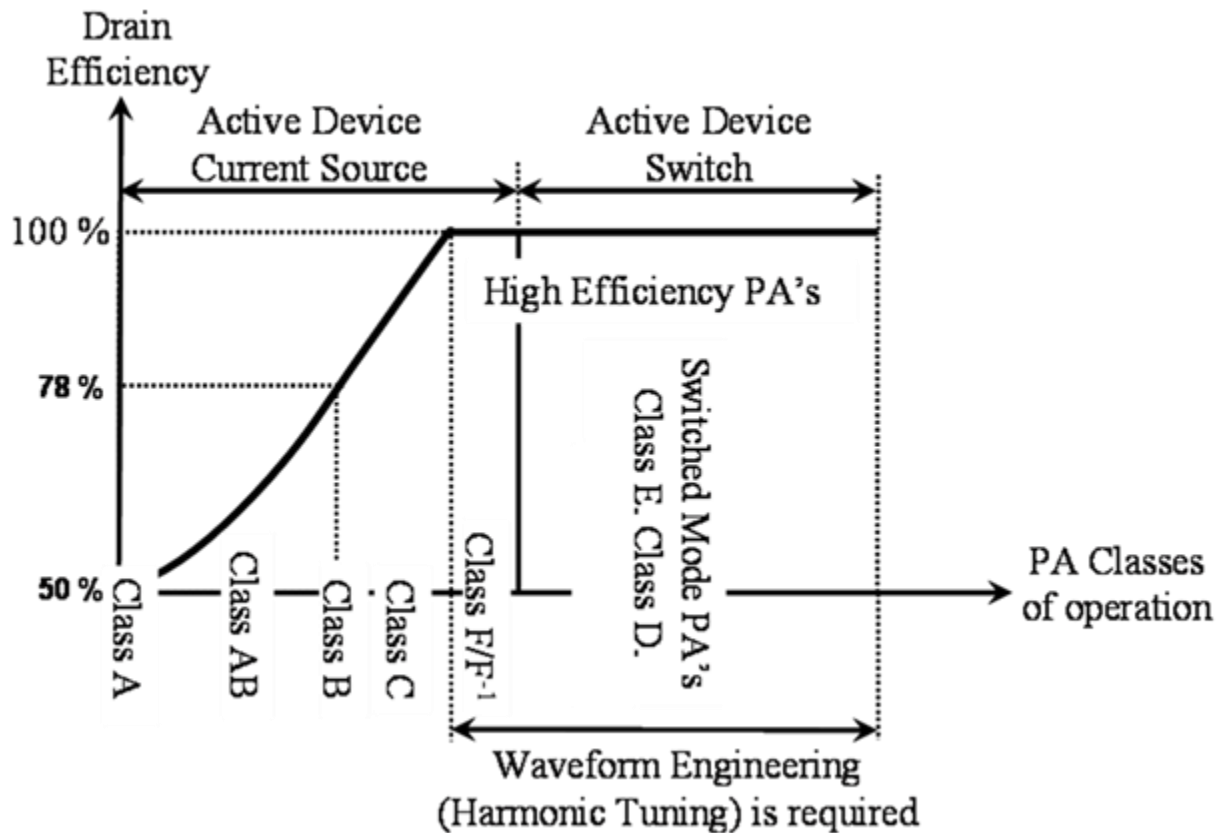 Drain
Efficiency
Active Device
Current Source
Active Device
Switch
100 %
High Efficiency PA's
78 %
Switched Mode PA's
Class E. Class D.
50 %
Class A
Class AB
Class B
Class C
Class F/F⁻¹
PA Classes
of operation
Waveform Engineering
(Harmonic Tuning) is required